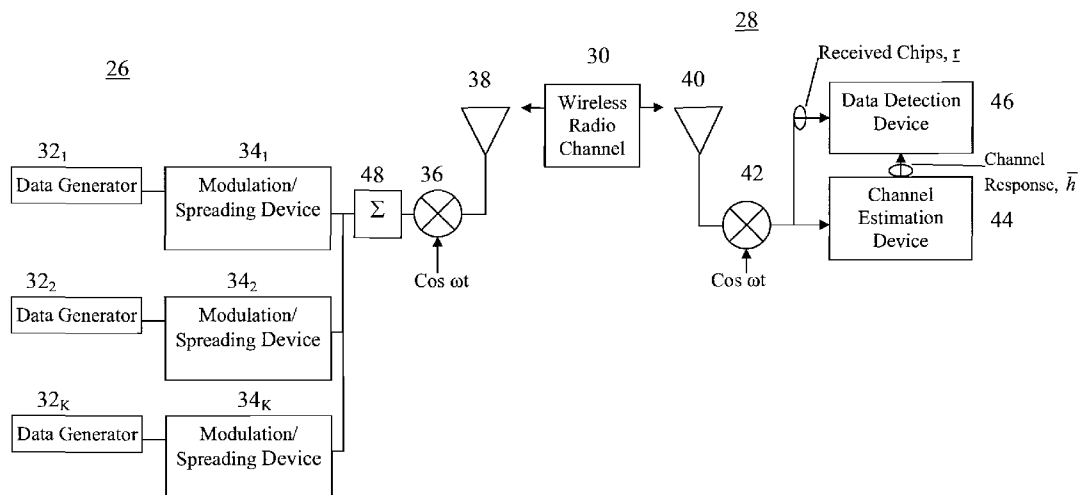 28
26
38
30
40
Received Chips, r
Wireless
Radio
Channel
Data Detection
Device
46
32₁
34₁
48
36
42
Channel
Response, h̅
Data Generator
Modulation/
Spreading Device
Σ
Channel
Estimation
Device
44
Cos ωt
Cos ωt
32₂
34₂
Data Generator
Modulation/
Spreading Device
32K
34K
Data Generator
Modulation/
Spreading Device